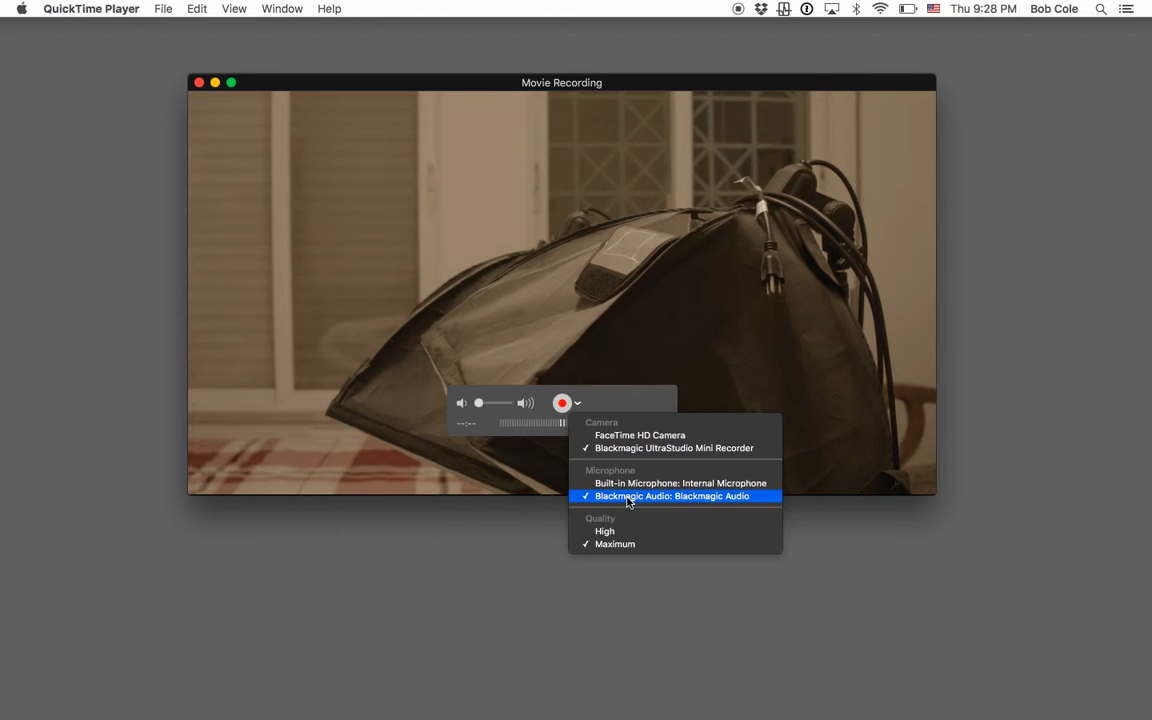 QuickTime Player File Edit View Window Help Thu 9:28 PM Bob Cole
Movie Recording
--:--
Camera
FaceTime HD Camera
✓ Blackmagic UltraStudio Mini Recorder
Microphone
Built-in Microphone: Internal Microphone
✓ Blackmagic Audio: Blackmagic Audio
Quality
High
✓ Maximum